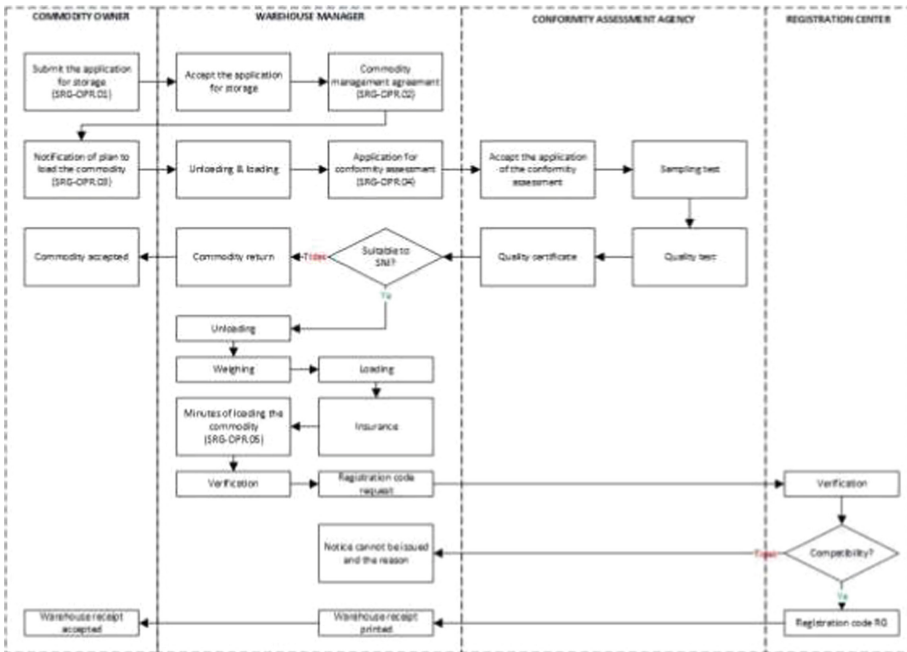 COMMODITY OWNER
WAREHOUSE MANAGER
CONFORMITY ASSESSMENT AGENCY
REGISTRATION CENTER
Submit the application
for storage
(SRG-OPR.01)
Accept the application
for storage
Commodity
management agreement
(SRG-OPR.02)
Notification of plan to
load the commodity
(SRG-OPR.03)
Unloading & loading
Application for
conformity assessment
(SRG-OPR.04)
Accept the application
of the conformity
assessment
Sampling test
Commodity accepted
Commodity return
Tidak
Suitable to
SNI?
Quality certificate
Quality test
Ya
Unloading
Weighing
Loading
Minutes of loading the
commodity
(SRG-OPR.05)
Insurance
Verification
Registration code
request
Verification
Notice cannot be issued
and the reason
Tidak
Compatibility?
Ya
Warehouse receipt
accepted
Warehouse receipt
printed
Registration code RG